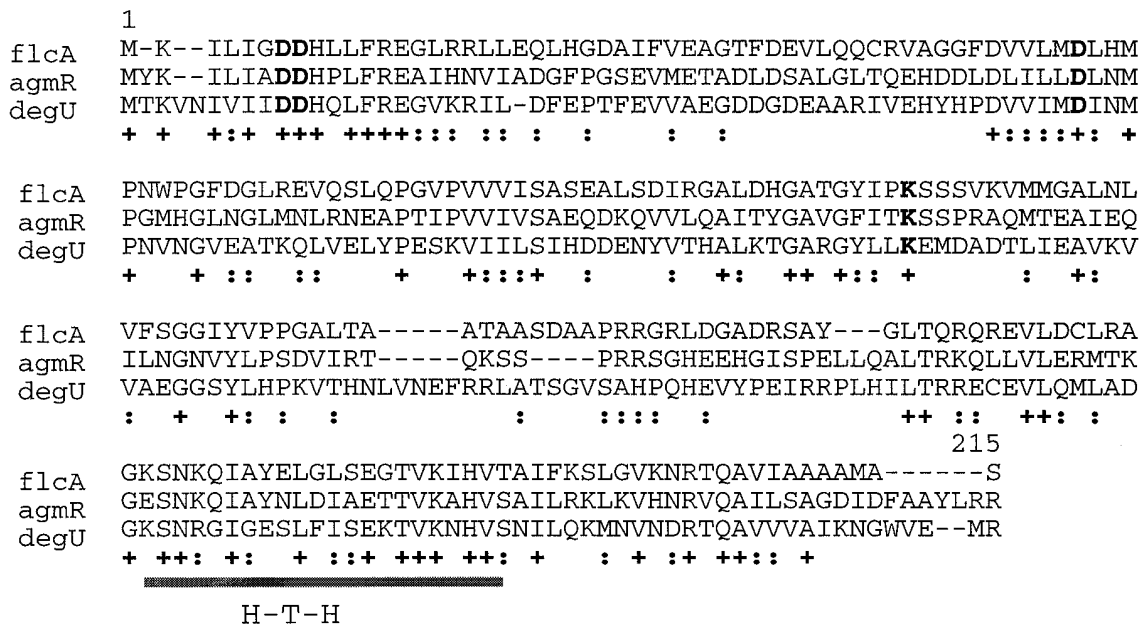 1
flcA M-K--ILIGDDHLLFREGLRRLLEQLHGDAIFVEAGTFDEVLQQCRVAGGFDVVLMDLHM
agmR MYK-ILIADDHPLFREAIHNVIADGFPGSEVMETADLDSALGLTQEHDDLDLILLDLNM
degU MTKVNIVIIDDHQLFREGVKRIL-DFEPTFEVVAEGDDGDEAARIVEHYHPDVVIMDINM
+ + +:+ +++ ++++::: :: : : : : +::::+: +
flcA PNWPGFDGLREVQSLQPGVPVVVISASEALSDIRGALDHGATGYIPKSSSVKVMMGALNL
agmR PGMHGLNGLMNLRNEAPTIPVVIVSAEQDKQVVLQAITYGAVGFITKSSPRAQMTEAIEQ
degU PNVNGVEATKQLVELYPESKVIILSIHDDENYVTHALKTGARGYLLKEMDADTLIEAVKV
+ + :: :: + +:::+ : : +: ++ +:: + : +:
flcA VFSGGIYVPPGALTA-----ATAASDAAPRRGRLDGADRSAY---GLTQRQREVLDCLRA
agmR ILNGNVYLPSDVIRT-----QKSS----PRRSGHEEHGISPELLQALTRKQLLVLERMTK
degU VAEGGSYLHPKVTHNLVNEFRRLATSGVSAHPQHEVYPEIRRPLHILTRRECEVLQMLAD
: + +: : : : :::: : ++ :: ++: :
215
flcA GKSNKQIAYELGLSEGTVKIHVTAIFKSLGVKNRTQAVIAAAAMA------S
agmR GESNKQIAYNLDIAETTVKAHVSAILRKLKVHNRVQAILSAGDIDFAAYLRR
degU GKSNRGIGESLFISEKTVKNHVSNILQKMNVNDRTQAVVVAIKNGWVE--MR
+ ++: +: + :+ +++ ++: + : + :+ ++:: +
H-T-H